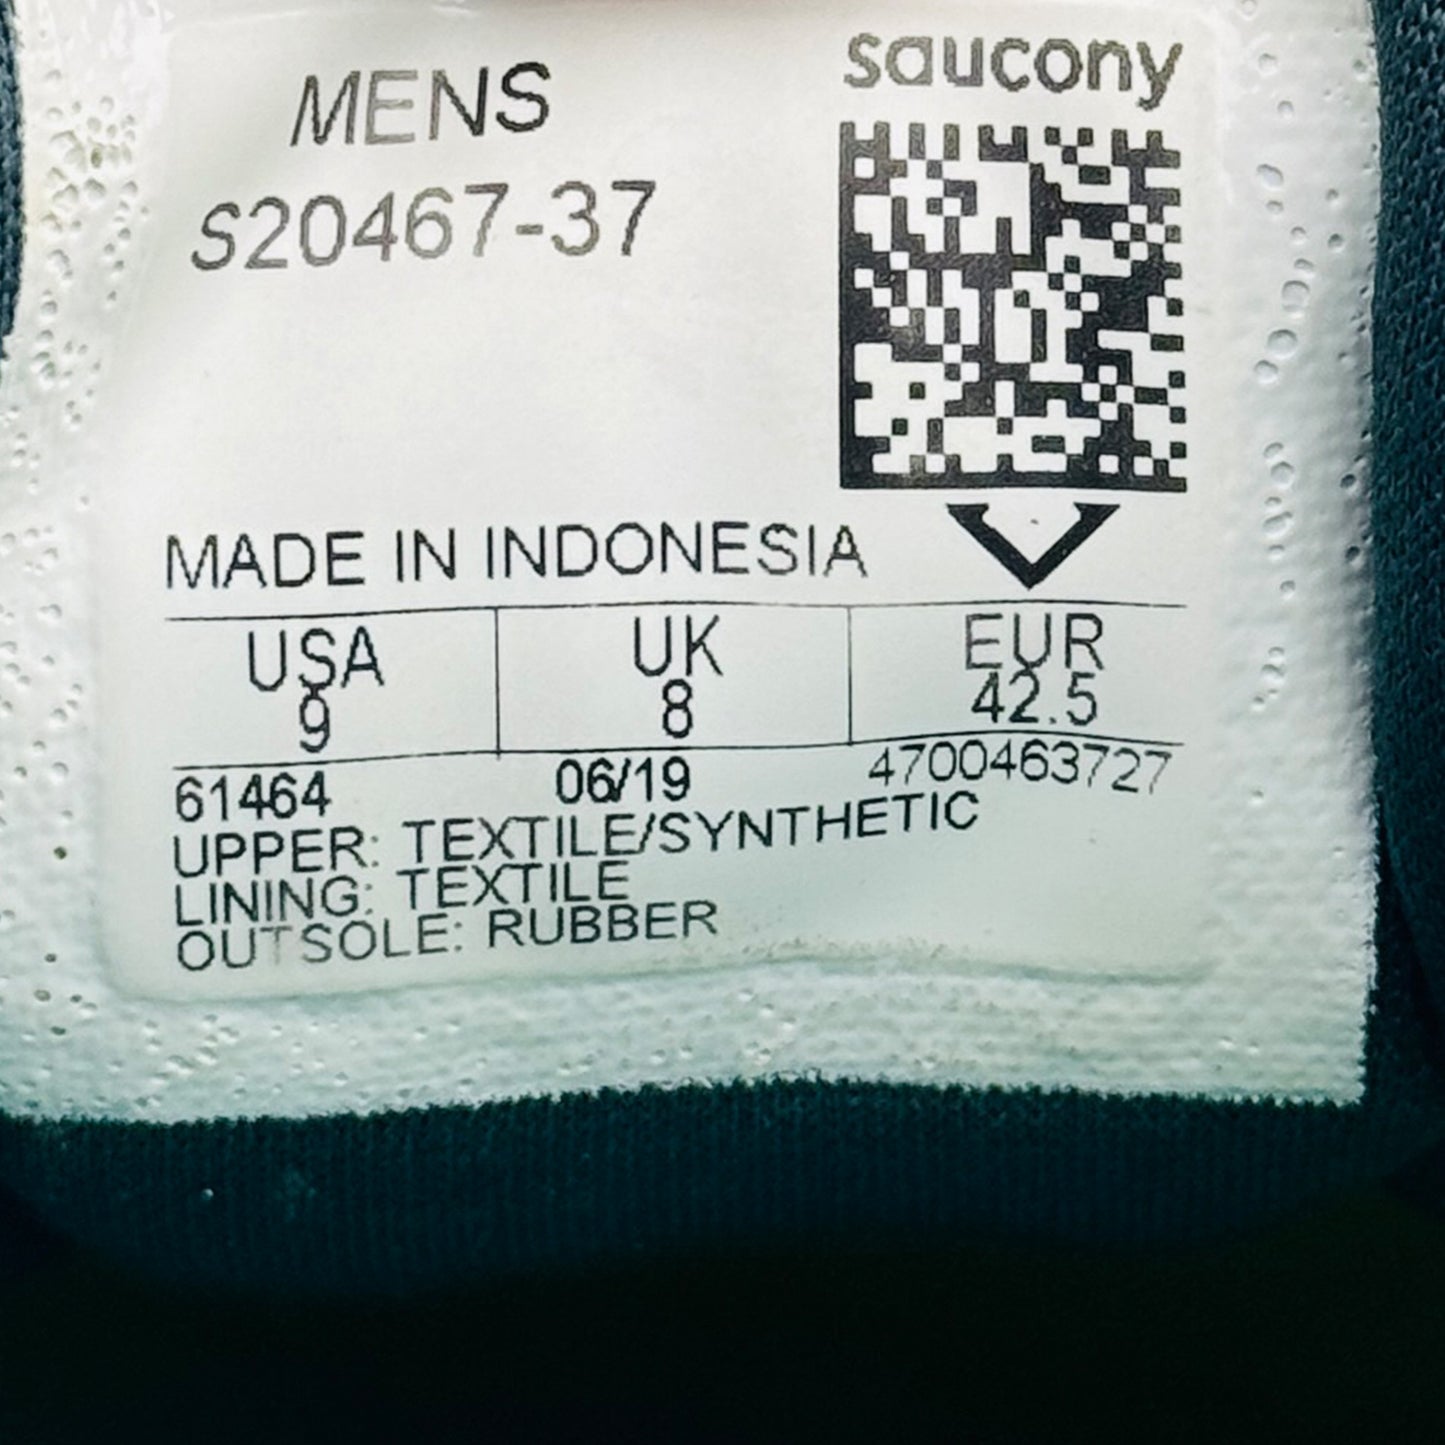 saucony
MENS
S20467-37
MADE IN INDONESIA
USA UK EUR
9 8 42.5
61464 06/19 4700463727
UPPER: TEXTILE/SYNTHETIC
LINING: TEXTILE
OUTSOLE: RUBBER